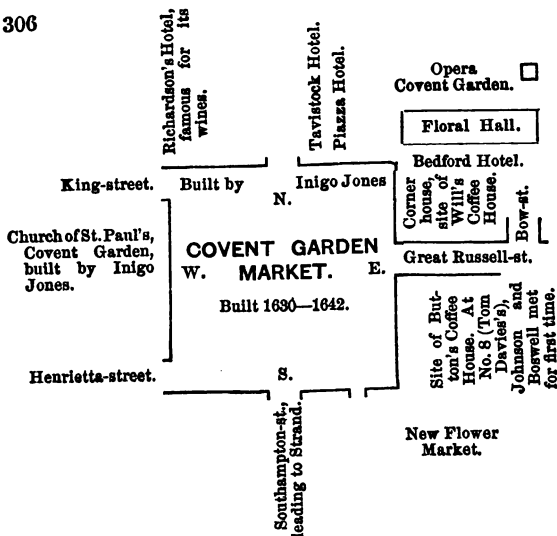 306
Richardson's Hotel,
famous for its
wines.
Tavistock Hotel.
Piazza Hotel.
Opera
Covent Garden.
Floral Hall.
Bedford Hotel.
King-street.
Built by Inigo Jones
N.
Corner
house,
site of
Will's
Coffee
House.
Bow-st.
Church of St. Paul's,
Covent Garden,
built by Inigo
Jones.
COVENT GARDEN
W. MARKET. E.
Built 1630—1642.
Great Russell-st.
Site of But-
ton's Coffee
House. At
No. 8 (Tom
Davies's),
Johnson and
Boswell met
for first time.
Henrietta-street.
S.
Southampton-st.,
leading to Strand.
New Flower
Market.